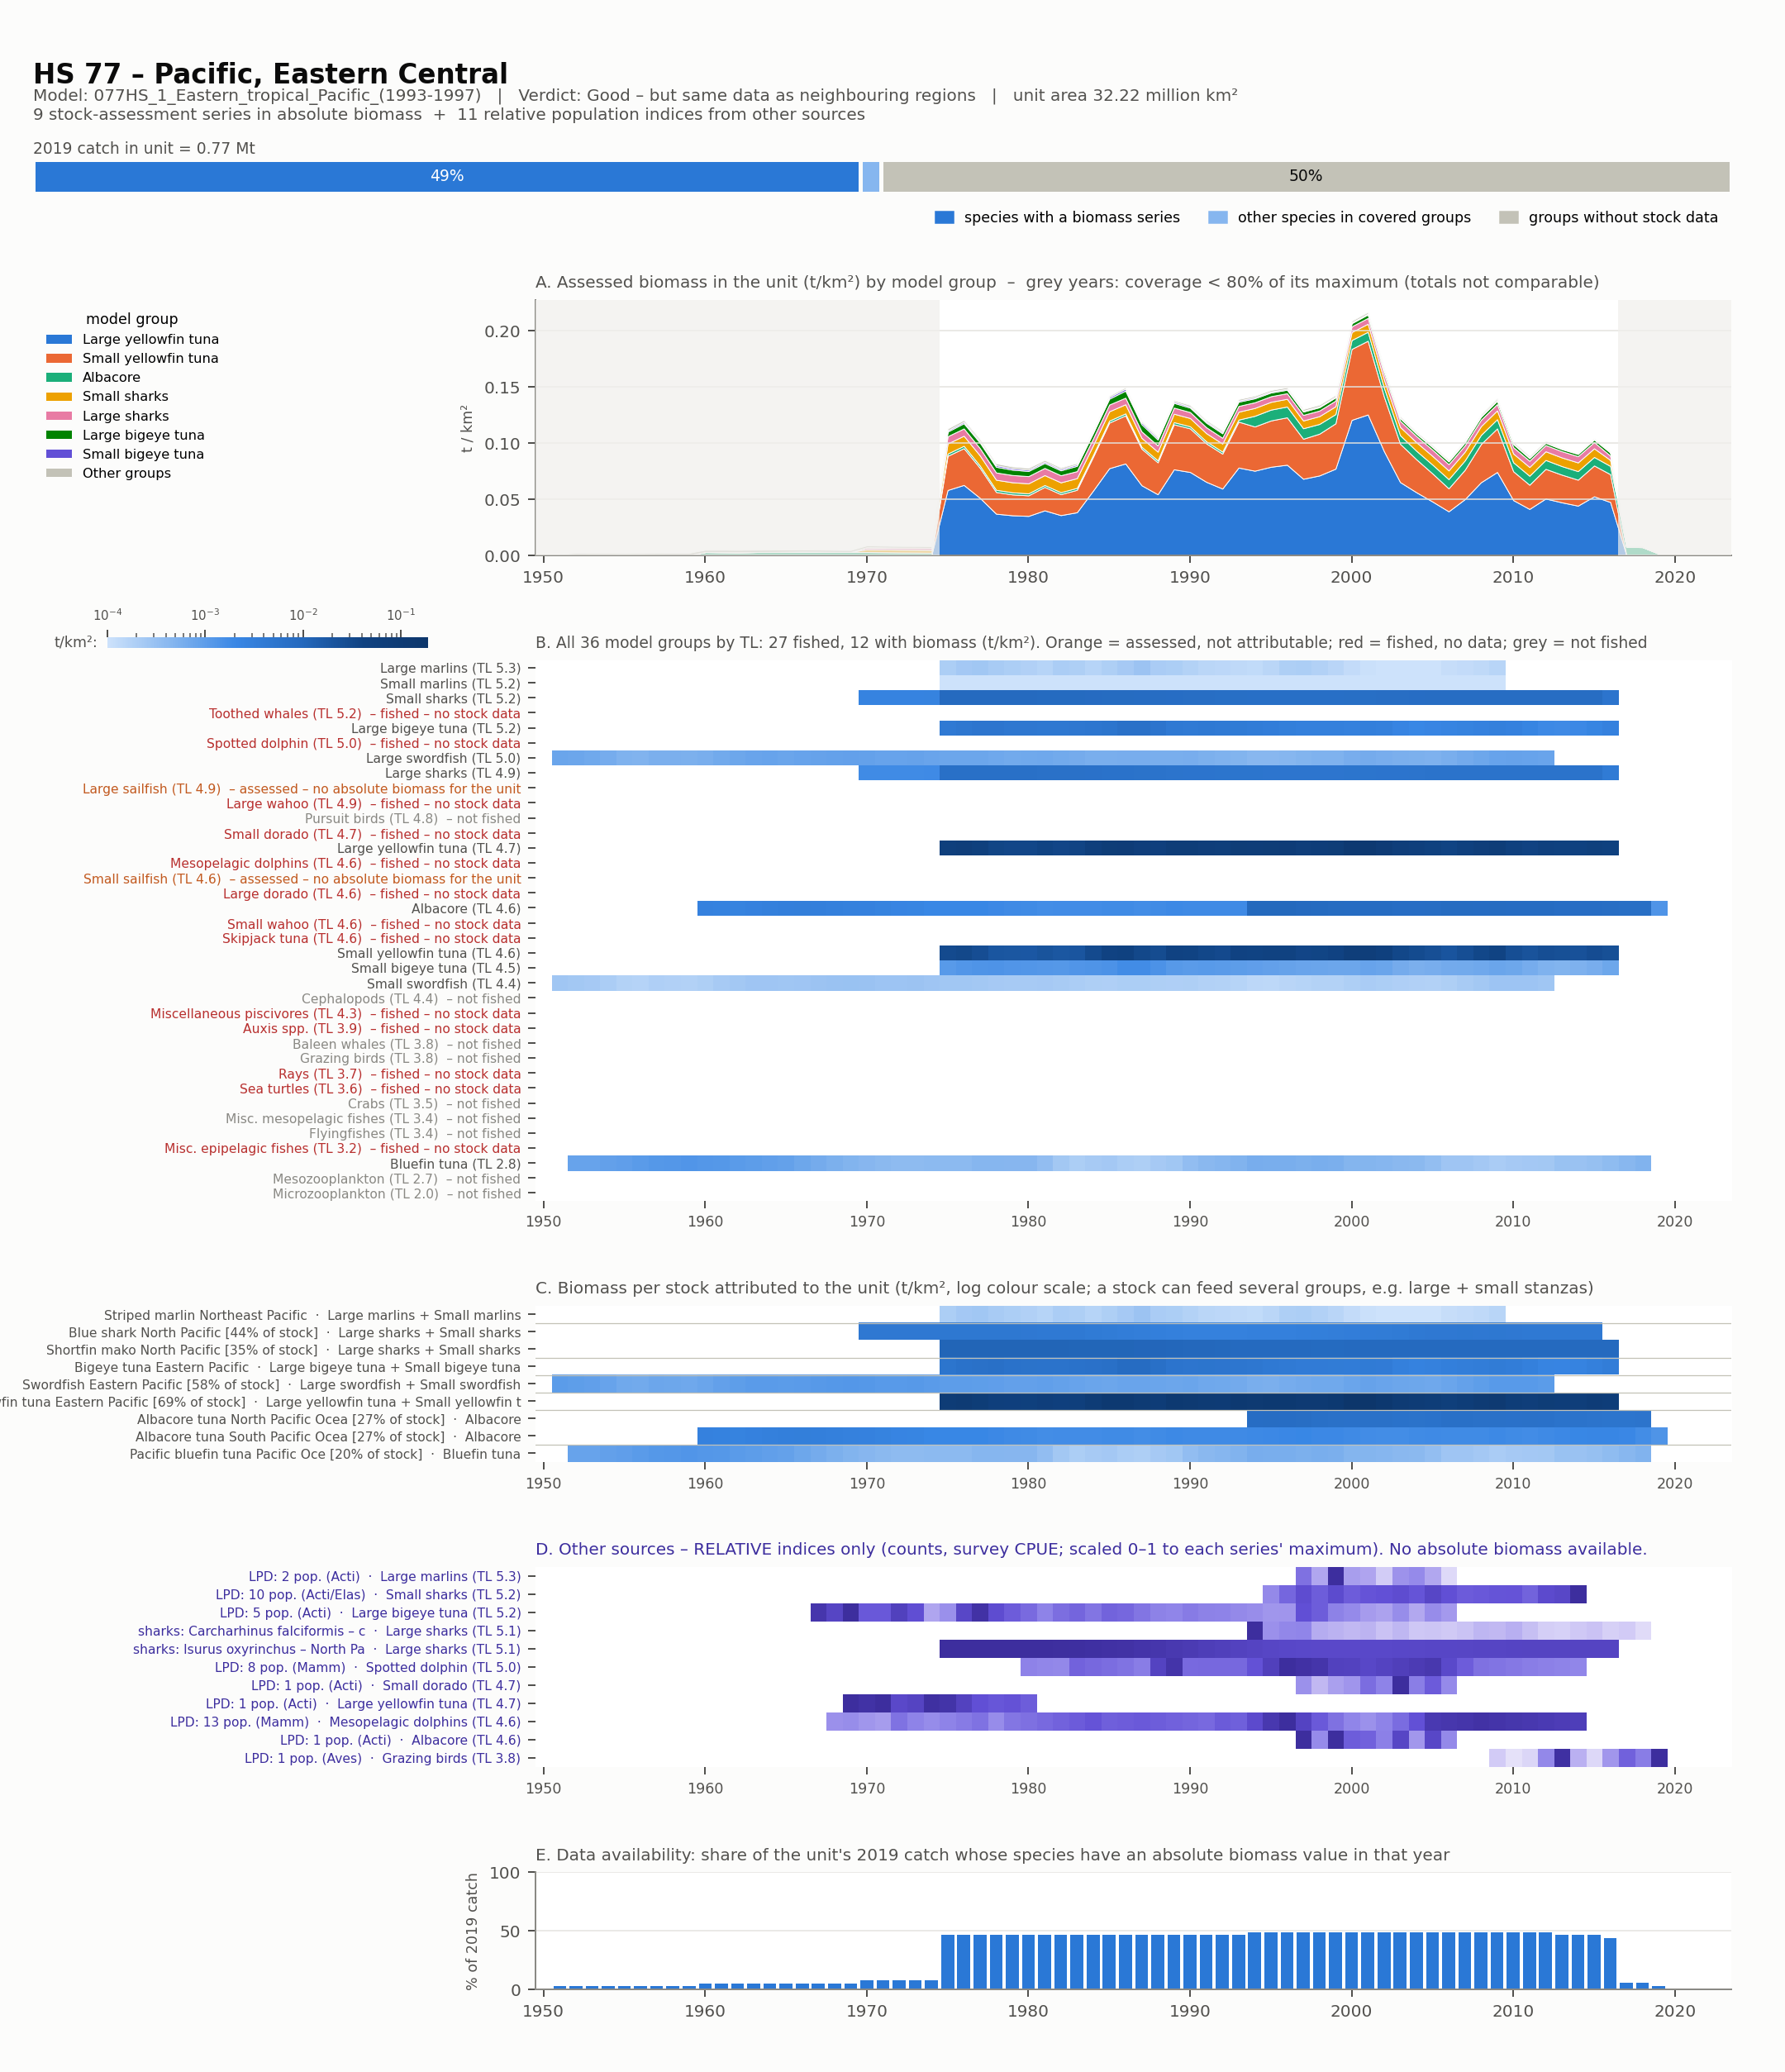 HS 77 – Pacific, Eastern Central
Model: 077HS_1_Eastern_tropical_Pacific_(1993-1997) | Verdict: Good – but same data as neighbouring regions | unit area 32.22 million km²
9 stock-assessment series in absolute biomass + 11 relative population indices from other sources
2019 catch in unit = 0.77 Mt
49% 50%
species with a biomass series other species in covered groups groups without stock data
A. Assessed biomass in the unit (t/km²) by model group – grey years: coverage < 80% of its maximum (totals not comparable)
model group
Large yellowfin tuna
Small yellowfin tuna
Albacore
Small sharks
Large sharks
Large bigeye tuna
Small bigeye tuna
Other groups
t / km²
0.20
0.15
0.10
0.05
0.00
1950 1960 1970 1980 1990 2000 2010 2020
10⁻⁴ 10⁻³ 10⁻² 10⁻¹
t/km²:
B. All 36 model groups by TL: 27 fished, 12 with biomass (t/km²). Orange = assessed, not attributable; red = fished, no data; grey = not fished
Large marlins (TL 5.3)
Small marlins (TL 5.2)
Small sharks (TL 5.2)
Toothed whales (TL 5.2) – fished – no stock data
Large bigeye tuna (TL 5.2)
Spotted dolphin (TL 5.0) – fished – no stock data
Large swordfish (TL 5.0)
Large sharks (TL 4.9)
Large sailfish (TL 4.9) – assessed – no absolute biomass for the unit
Large wahoo (TL 4.9) – fished – no stock data
Pursuit birds (TL 4.8) – not fished
Small dorado (TL 4.7) – fished – no stock data
Large yellowfin tuna (TL 4.7)
Mesopelagic dolphins (TL 4.6) – fished – no stock data
Small sailfish (TL 4.6) – assessed – no absolute biomass for the unit
Large dorado (TL 4.6) – fished – no stock data
Albacore (TL 4.6)
Small wahoo (TL 4.6) – fished – no stock data
Skipjack tuna (TL 4.6) – fished – no stock data
Small yellowfin tuna (TL 4.6)
Small bigeye tuna (TL 4.5)
Small swordfish (TL 4.4)
Cephalopods (TL 4.4) – not fished
Miscellaneous piscivores (TL 4.3) – fished – no stock data
Auxis spp. (TL 3.9) – fished – no stock data
Baleen whales (TL 3.8) – not fished
Grazing birds (TL 3.8) – not fished
Rays (TL 3.7) – fished – no stock data
Sea turtles (TL 3.6) – fished – no stock data
Crabs (TL 3.5) – not fished
Misc. mesopelagic fishes (TL 3.4) – not fished
Flyingfishes (TL 3.4) – not fished
Misc. epipelagic fishes (TL 3.2) – fished – no stock data
Bluefin tuna (TL 2.8)
Mesozooplankton (TL 2.7) – not fished
Microzooplankton (TL 2.0) – not fished
1950 1960 1970 1980 1990 2000 2010 2020
C. Biomass per stock attributed to the unit (t/km², log colour scale; a stock can feed several groups, e.g. large + small stanzas)
Striped marlin Northeast Pacific · Large marlins + Small marlins
Blue shark North Pacific [44% of stock] · Large sharks + Small sharks
Shortfin mako North Pacific [35% of stock] · Large sharks + Small sharks
Bigeye tuna Eastern Pacific · Large bigeye tuna + Small bigeye tuna
Swordfish Eastern Pacific [58% of stock] · Large swordfish + Small swordfish
fin tuna Eastern Pacific [69% of stock] · Large yellowfin tuna + Small yellowfin t
Albacore tuna North Pacific Ocea [27% of stock] · Albacore
Albacore tuna South Pacific Ocea [27% of stock] · Albacore
Pacific bluefin tuna Pacific Oce [20% of stock] · Bluefin tuna
1950 1960 1970 1980 1990 2000 2010 2020
D. Other sources – RELATIVE indices only (counts, survey CPUE; scaled 0–1 to each series' maximum). No absolute biomass available.
LPD: 2 pop. (Acti) · Large marlins (TL 5.3)
LPD: 10 pop. (Acti/Elas) · Small sharks (TL 5.2)
LPD: 5 pop. (Acti) · Large bigeye tuna (TL 5.2)
sharks: Carcharhinus falciformis – c · Large sharks (TL 5.1)
sharks: Isurus oxyrinchus – North Pa · Large sharks (TL 5.1)
LPD: 8 pop. (Mamm) · Spotted dolphin (TL 5.0)
LPD: 1 pop. (Acti) · Small dorado (TL 4.7)
LPD: 1 pop. (Acti) · Large yellowfin tuna (TL 4.7)
LPD: 13 pop. (Mamm) · Mesopelagic dolphins (TL 4.6)
LPD: 1 pop. (Acti) · Albacore (TL 4.6)
LPD: 1 pop. (Aves) · Grazing birds (TL 3.8)
1950 1960 1970 1980 1990 2000 2010 2020
E. Data availability: share of the unit's 2019 catch whose species have an absolute biomass value in that year
% of 2019 catch
100
50
0
1950 1960 1970 1980 1990 2000 2010 2020